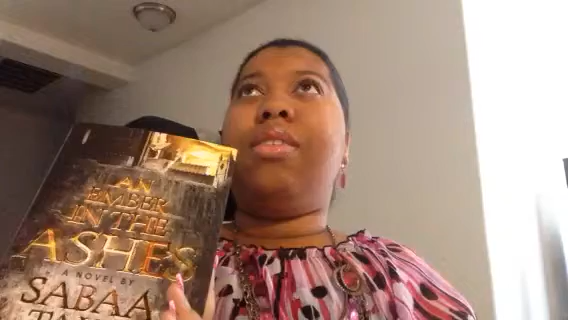 AN
EMBER
IN THE
ASHES
A NOVEL BY
SABAA